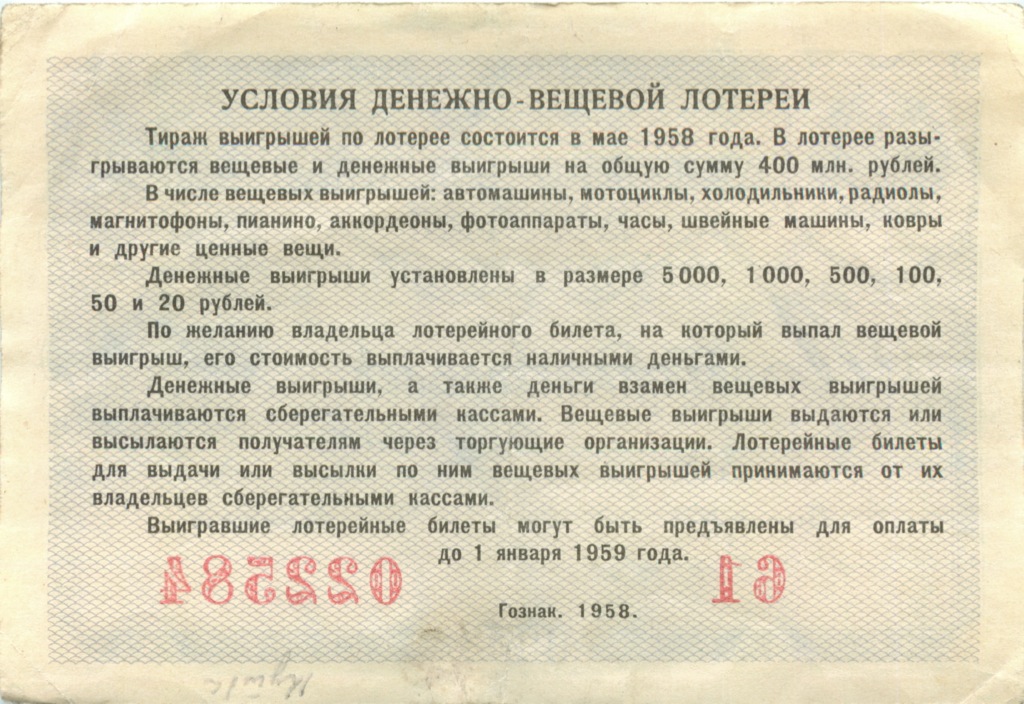 УСЛОВИЯ ДЕНЕЖНО-ВЕЩЕВОЙ ЛОТЕРЕИ
Тираж выигрышей по лотерее состоится в мае 1958 года. В лотерее разы-
грываются вещевые и денежные выигрыши на общую сумму 400 млн. рублей.
В числе вещевых выигрышей: автомашины, мотоциклы, холодильники, радиолы,
магнитофоны, пианино, аккордеоны, фотоаппараты, часы, швейные машины, ковры
и другие ценные вещи.
Денежные выигрыши установлены в размере 5 000, 1 000, 500, 100,
50 и 20 рублей.
По желанию владельца лотерейного билета, на который выпал вещевой
выигрыш, его стоимость выплачивается наличными деньгами.
Денежные выигрыши, а также деньги взамен вещевых выигрышей
выплачиваются сберегательными кассами. Вещевые выигрыши выдаются или
высылаются получателям через торгующие организации. Лотерейные билеты
для выдачи или высылки по ним вещевых выигрышей принимаются от их
владельцев сберегательными кассами.
Выигравшие лотерейные билеты могут быть предъявлены для оплаты
до 1 января 1959 года.
022584 61
Гознак. 1958.